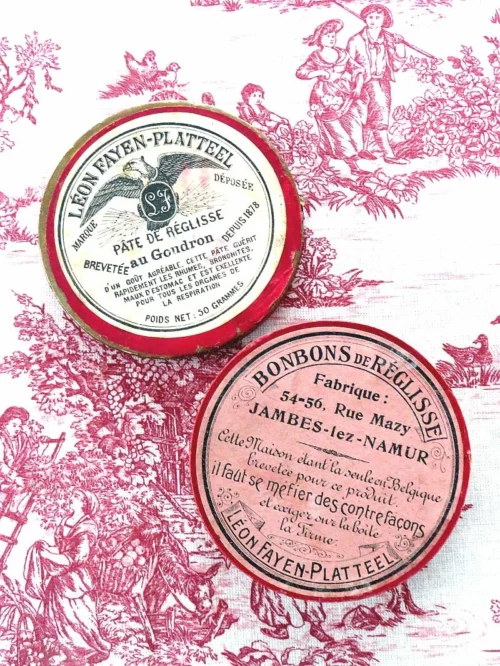 LÉON FAYEN-PLATTEEL
MARQUE DÉPOSÉE
LF
PÂTE DE RÉGLISSE
BREVETÉE au Goudron DEPUIS 1878
D'UN GOÛT AGRÉABLE, CETTE PÂTE GUÉRIT
RAPIDEMENT LES RHUMES, BRONCHITES,
MAUX D'ESTOMAC ET EST EXELLENTE
POUR TOUS LES ORGANES DE
LA RESPIRATION
POIDS NET: 50 GRAMMES
BONBONS DE RÉGLISSE
Fabrique :
54-56, Rue Mazy
JAMBES-lez-NAMUR
Cette Maison étant la seule en Belgique
brevetée pour ce produit,
il faut se méfier des contrefaçons
et exiger sur la boîte
la Firme
LÉON FAYEN-PLATTEEL